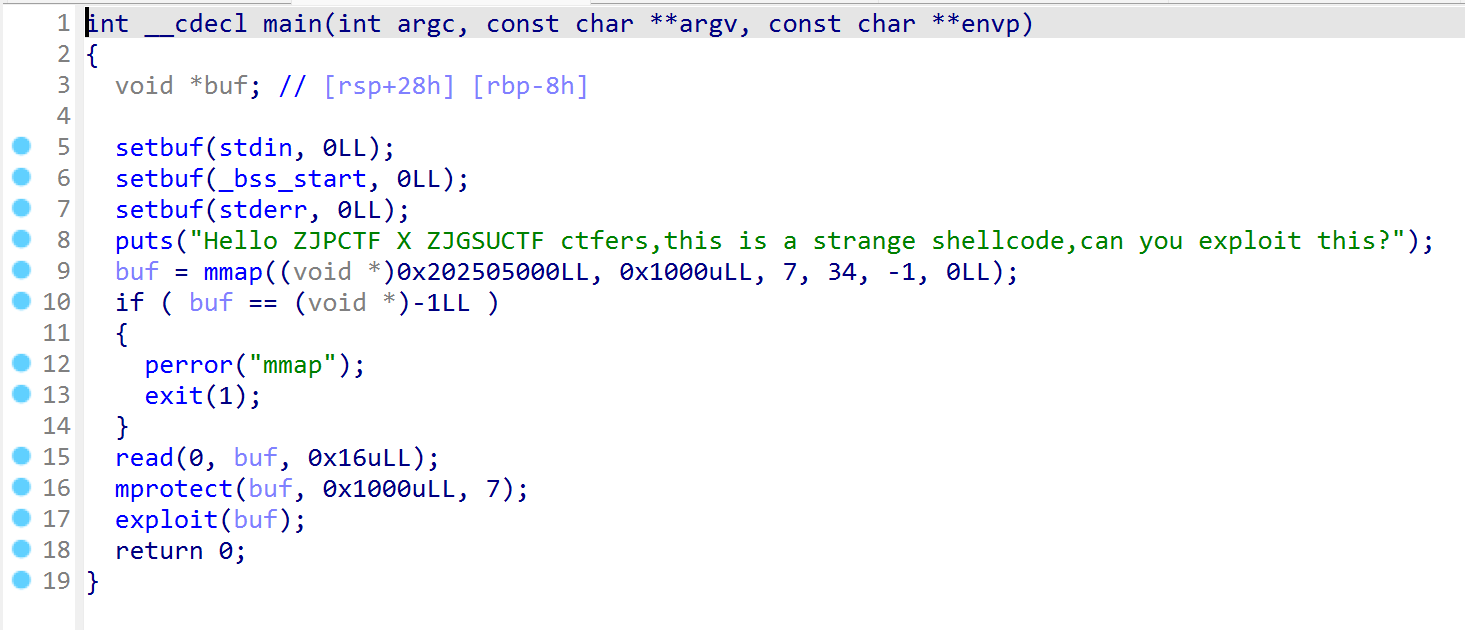 1 int __cdecl main(int argc, const char **argv, const char **envp)
2 {
3   void *buf; // [rsp+28h] [rbp-8h]
4
5   setbuf(stdin, 0LL);
6   setbuf(_bss_start, 0LL);
7   setbuf(stderr, 0LL);
8   puts("Hello ZJPCTF X ZJGSUCTF ctfers,this is a strange shellcode,can you exploit this?");
9   buf = mmap((void *)0x202505000LL, 0x1000uLL, 7, 34, -1, 0LL);
10   if ( buf == (void *)-1LL )
11   {
12     perror("mmap");
13     exit(1);
14   }
15   read(0, buf, 0x16uLL);
16   mprotect(buf, 0x1000uLL, 7);
17   exploit(buf);
18   return 0;
19 }